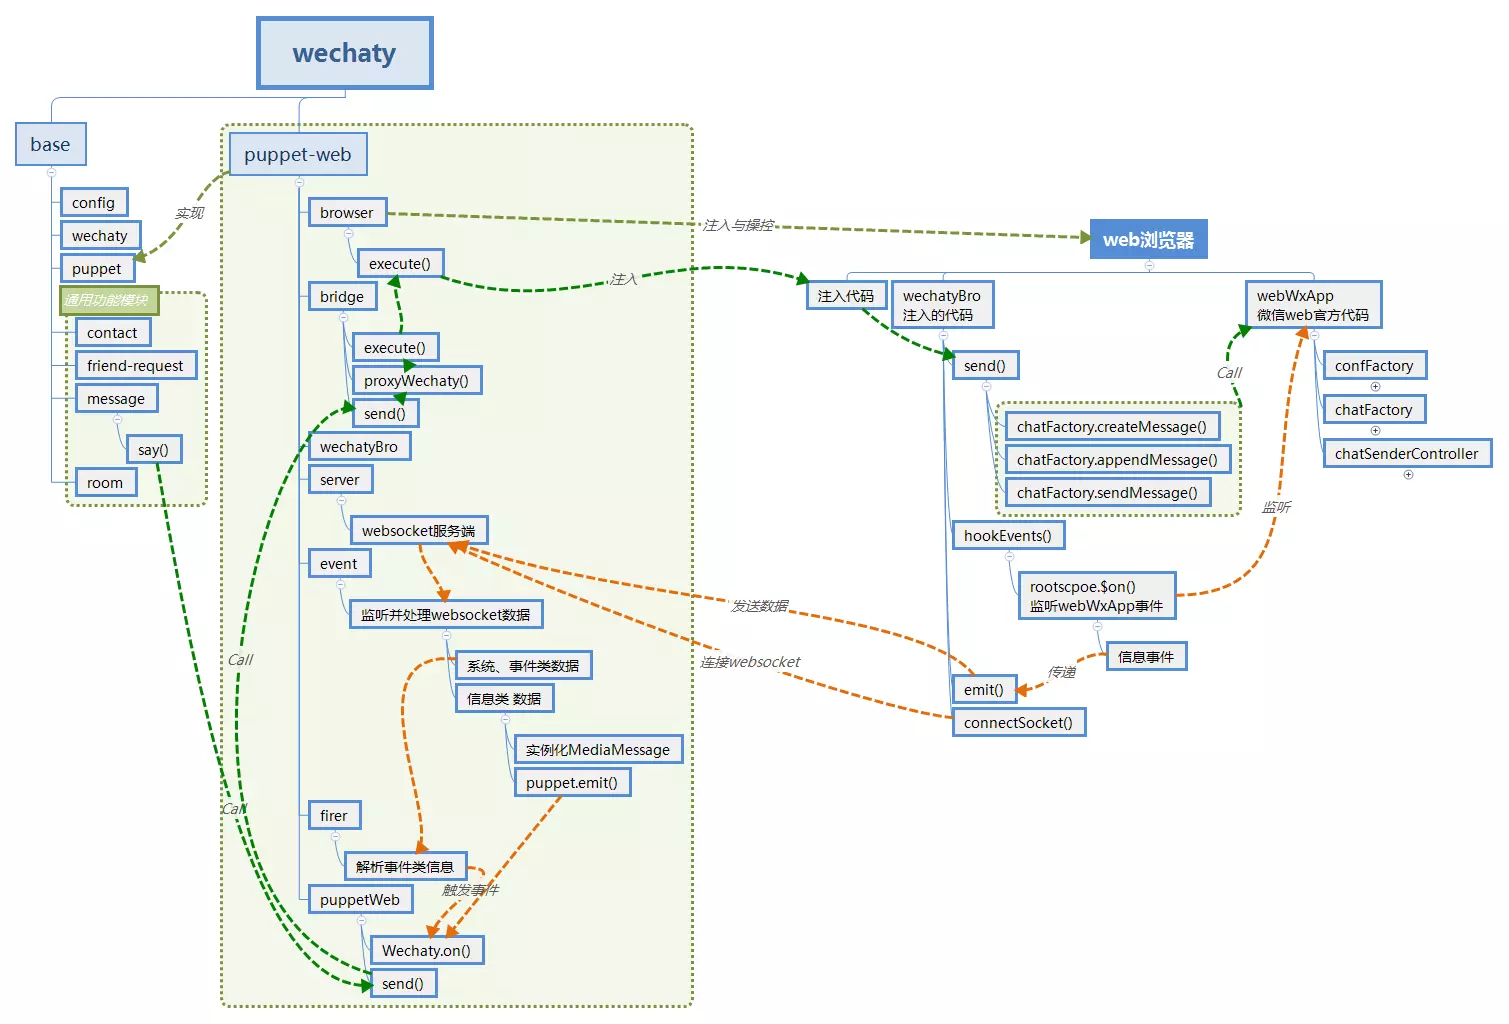 wechaty
base
config
wechaty
puppet
通用功能模块
contact
friend-request
message
say()
room
实现
puppet-web
browser
execute()
bridge
execute()
proxyWechaty()
send()
wechatyBro
server
websocket服务端
event
监听并处理websocket数据
系统、事件类数据
信息类 数据
实例化MediaMessage
puppet.emit()
firer
解析事件类信息
触发事件
puppetWeb
Wechaty.on()
send()
Call
Call
注入与操控
注入
发送数据
连接websocket
web浏览器
注入代码
wechatyBro
注入的代码
send()
chatFactory.createMessage()
chatFactory.appendMessage()
chatFactory.sendMessage()
hookEvents()
rootscpoe.$on()
监听webWxApp事件
信息事件
传递
emit()
connectSocket()
Call
监听
webWxApp
微信web官方代码
confFactory
chatFactory
chatSenderController